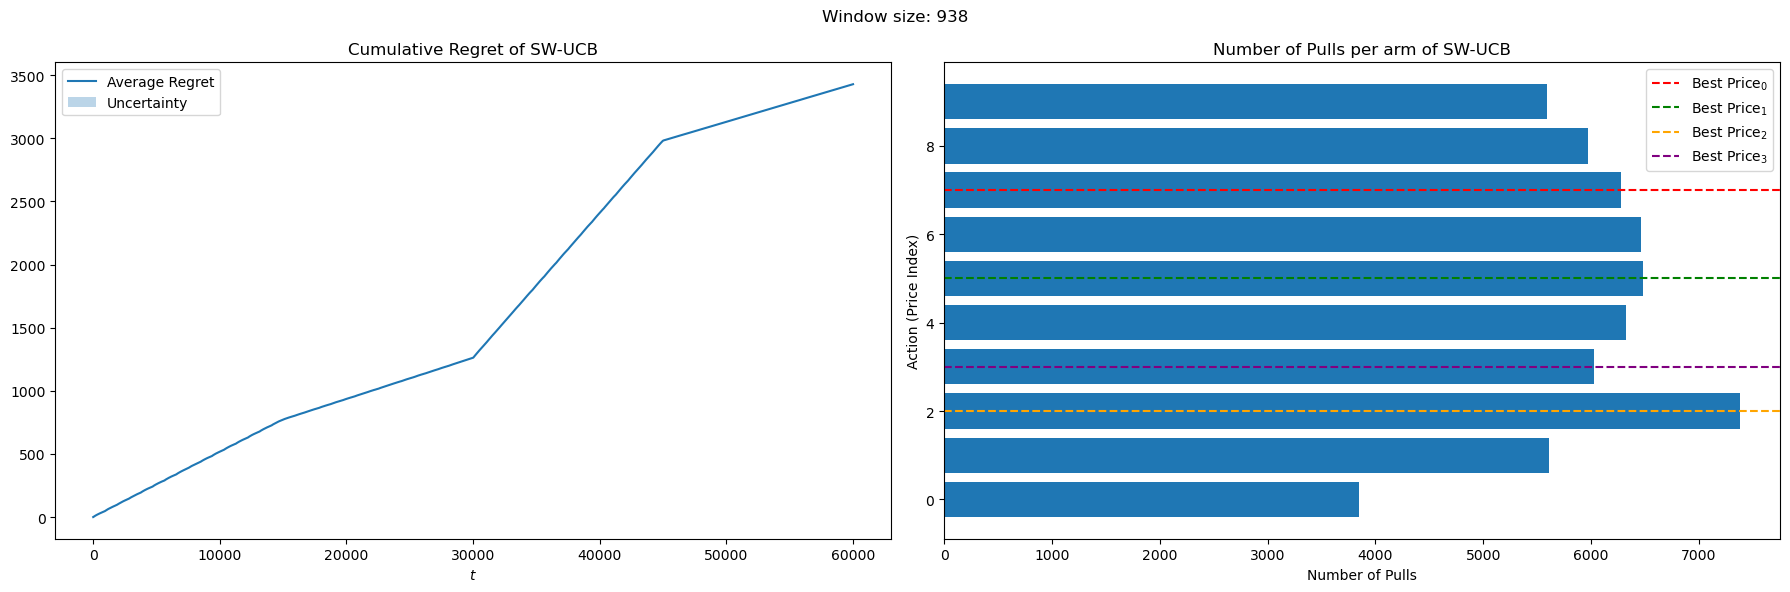 Window size: 938
Cumulative Regret of SW-UCB
Average Regret
Uncertainty
3500
3000
2500
2000
1500
1000
500
0
0 10000 20000 30000 40000 50000 60000
t
Number of Pulls per arm of SW-UCB
Best Price0
Best Price1
Best Price2
Best Price3
Action (Price Index)
8
6
4
2
0
0 1000 2000 3000 4000 5000 6000 7000
Number of Pulls